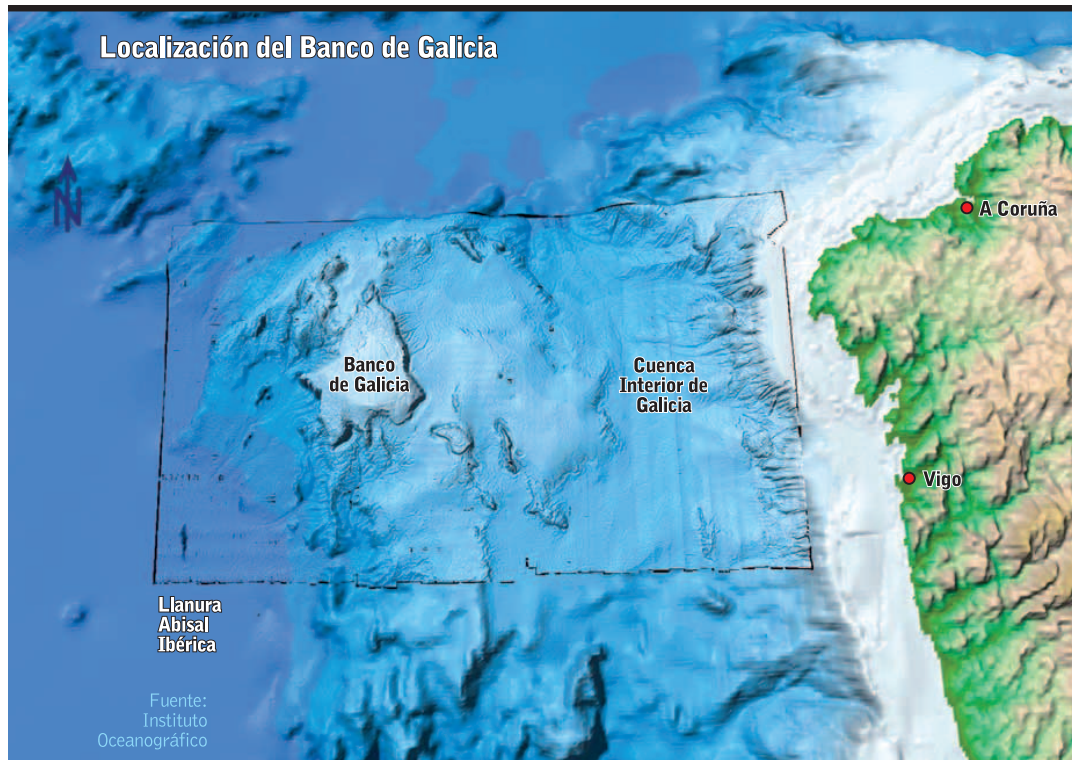 Localización del Banco de Galicia
N
A Coruña
Banco
de Galicia
Cuenca
Interior de
Galicia
Vigo
Llanura
Abisal
Ibérica
Fuente:
Instituto
Oceanográfico